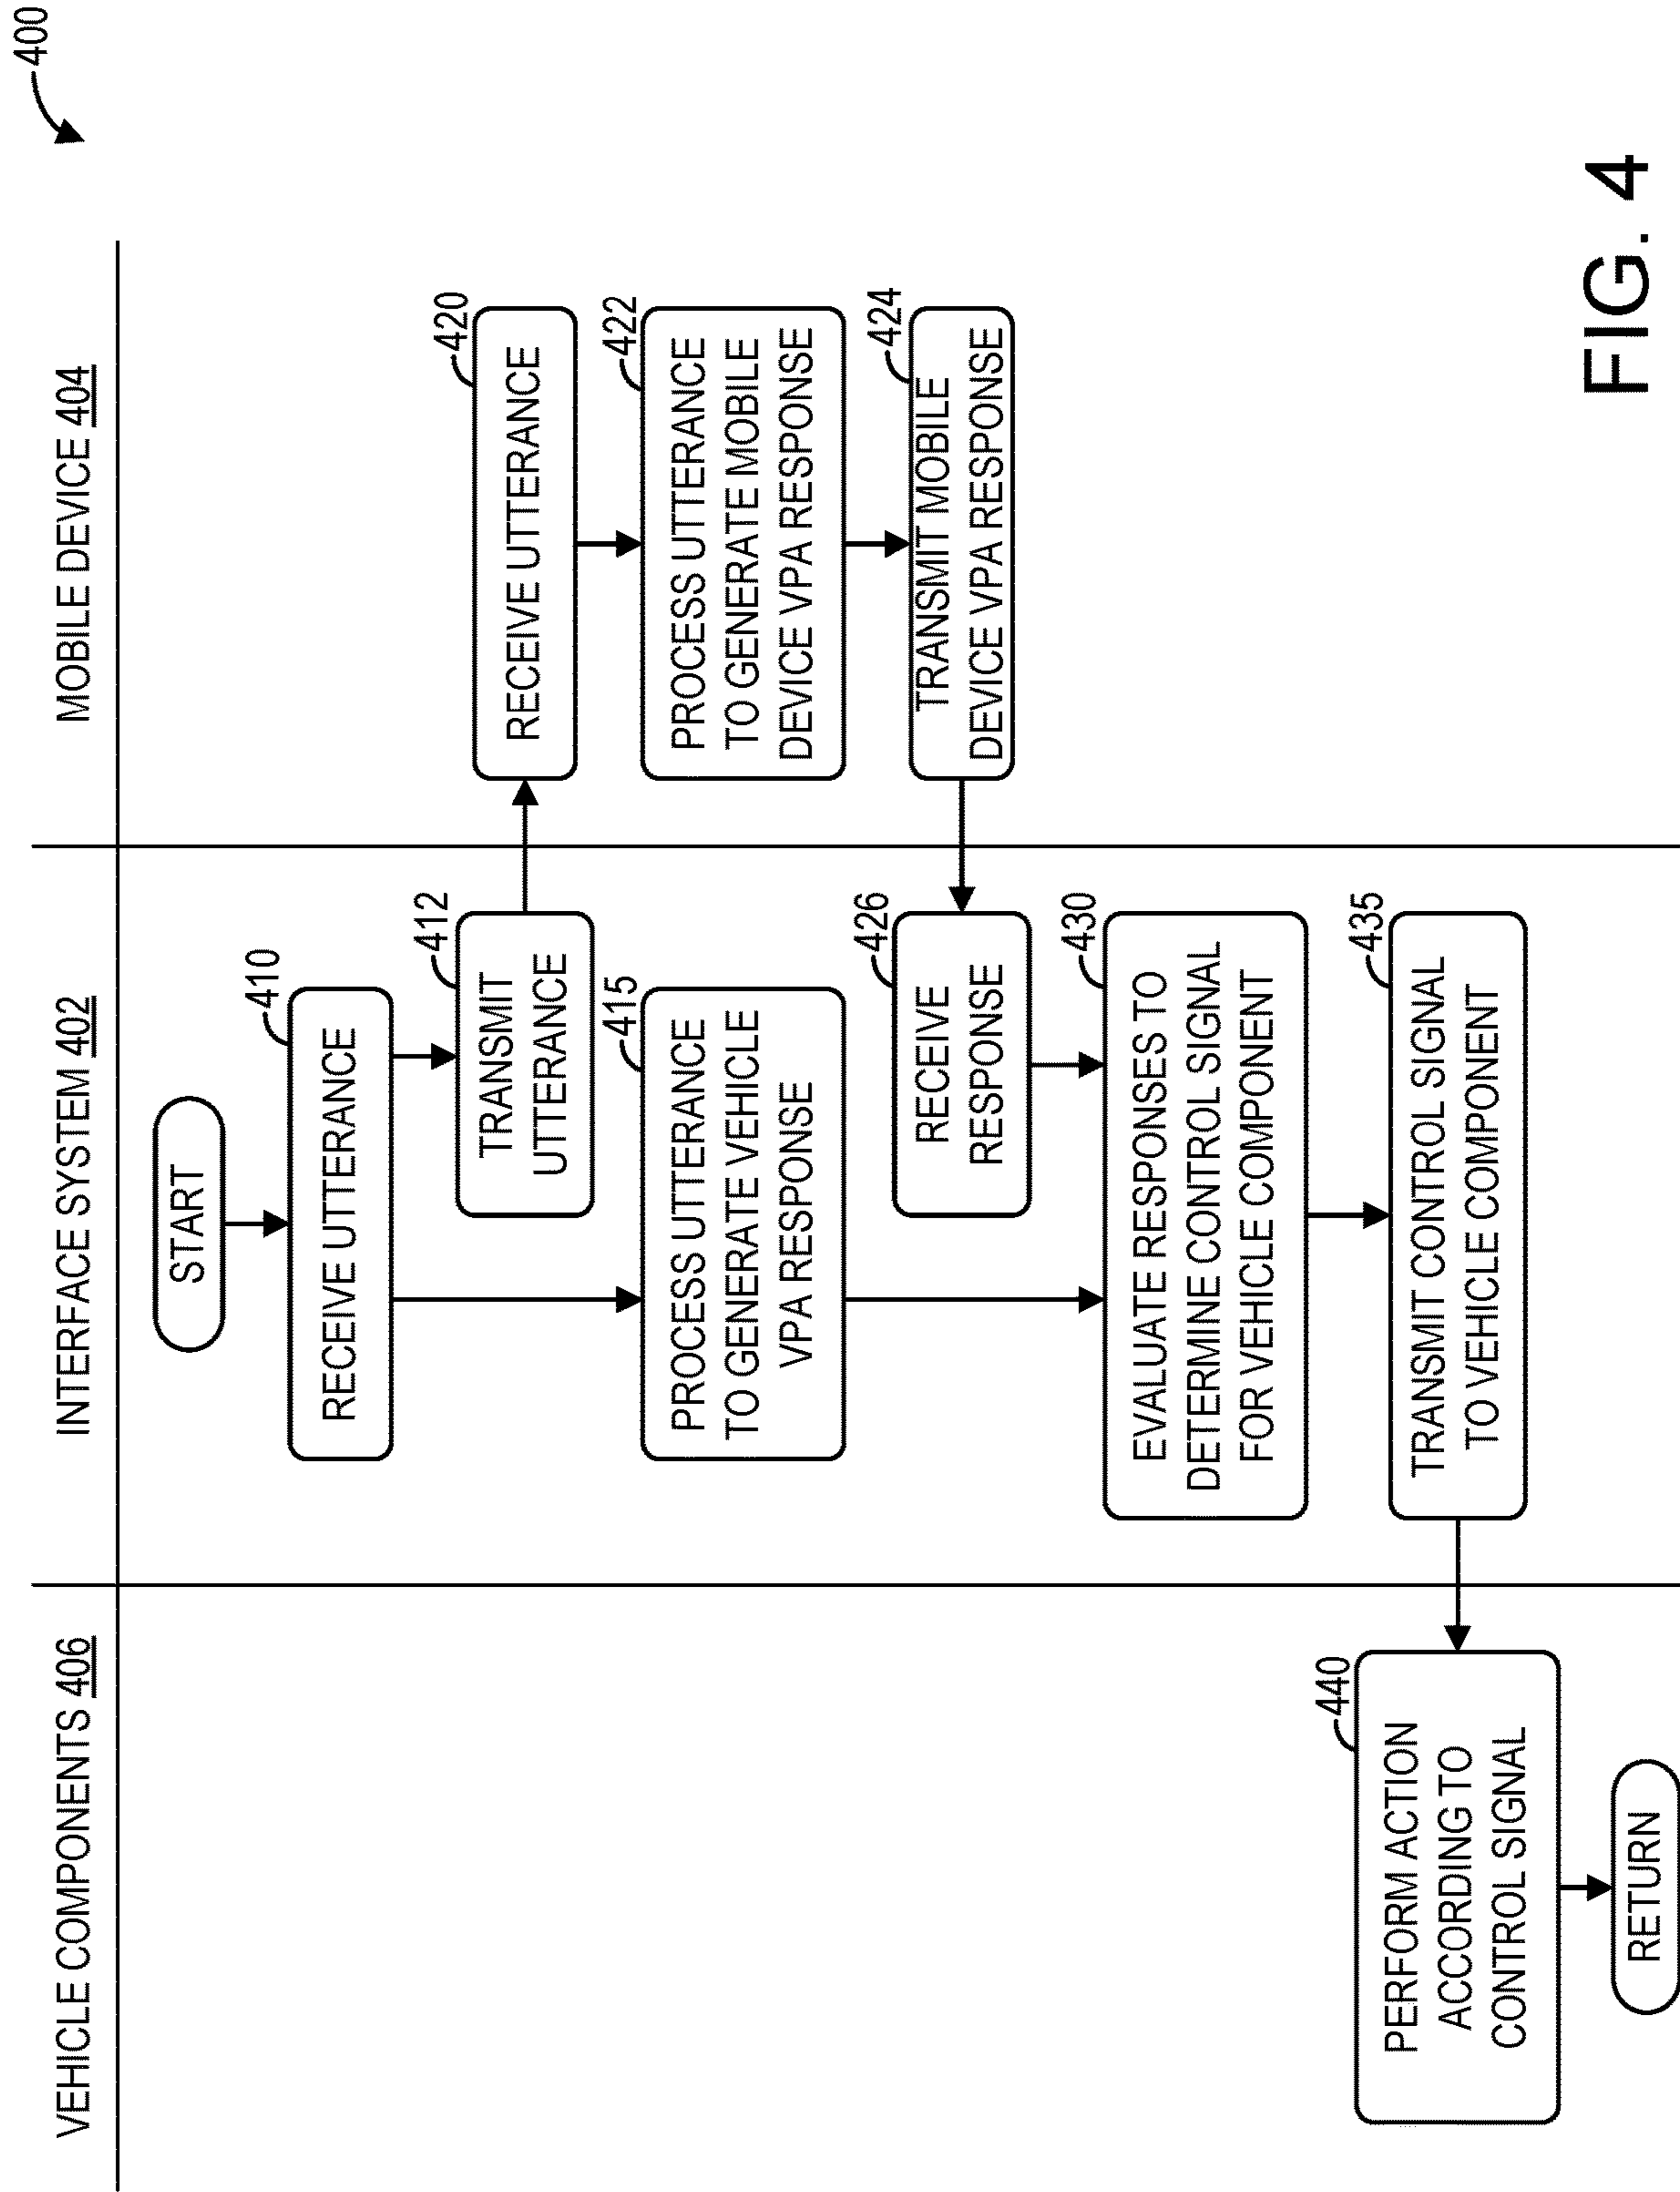 400
VEHICLE COMPONENTS 406
INTERFACE SYSTEM 402
MOBILE DEVICE 404
START
410
RECEIVE UTTERANCE
412
TRANSMIT
UTTERANCE
420
RECEIVE UTTERANCE
415
PROCESS UTTERANCE
TO GENERATE VEHICLE
VPA RESPONSE
422
PROCESS UTTERANCE
TO GENERATE MOBILE
DEVICE VPA RESPONSE
424
TRANSMIT MOBILE
DEVICE VPA RESPONSE
426
RECEIVE
RESPONSE
430
EVALUATE RESPONSES TO
DETERMINE CONTROL SIGNAL
FOR VEHICLE COMPONENT
435
TRANSMIT CONTROL SIGNAL
TO VEHICLE COMPONENT
440
PERFORM ACTION
ACCORDING TO
CONTROL SIGNAL
RETURN
FIG. 4